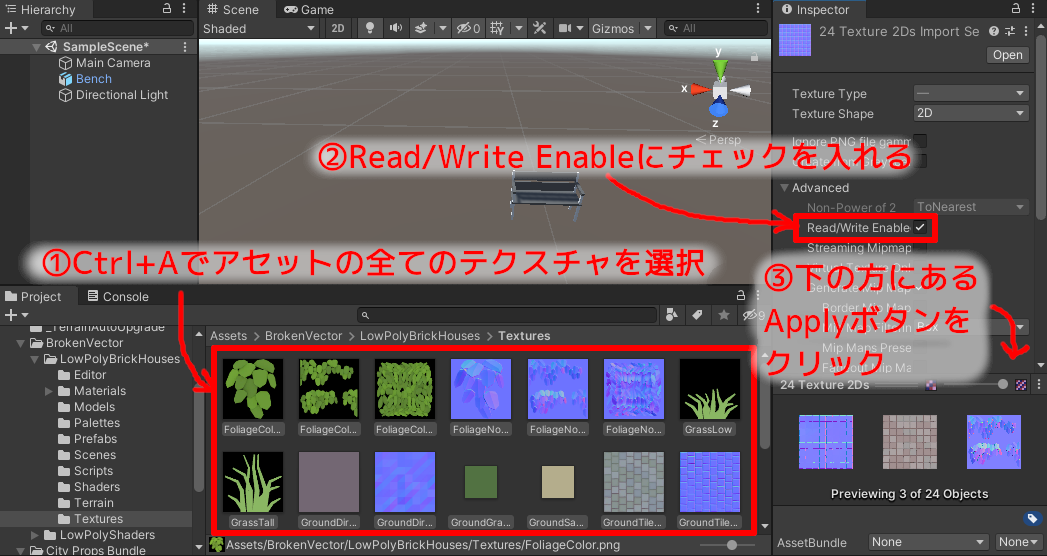 Hierarchy
All
SampleScene*
Main Camera
Bench
Directional Light
Scene
Game
Shaded
2D
0
Gizmos
All
y
x
z
Persp
Inspector
24 Texture 2Ds Import Se
Open
Texture Type
—
Texture Shape
2D
Ignore PNG file gamm
Advanced
Non-Power of 2
ToNearest
Read/Write Enable
Streaming Mipmap
Generate Mip Map
Border Mip Map
Box
Mip Maps Prese
Fadeout Mip Ma
①Ctrl+Aでアセットの全てのテクスチャを選択
②Read/Write Enableにチェックを入れる
③下の方にある
Applyボタンを
クリック
Project
Console
9
_TerrainAutoUpgrade
BrokenVector
LowPolyBrickHouses
Editor
Materials
Models
Palettes
Prefabs
Scenes
Scripts
Shaders
Terrain
Textures
LowPolyShaders
City Props Bundle
Assets > BrokenVector > LowPolyBrickHouses > Textures
FoliageCol...
FoliageCol...
FoliageCol...
FoliageNo...
FoliageNo...
FoliageNo...
GrassLow
GrassTall
GroundDir...
GroundDir...
GroundGra...
GroundSa...
GroundTile...
GroundTile...
Assets/BrokenVector/LowPolyBrickHouses/Textures/FoliageColor.png
24 Texture 2Ds
Previewing 3 of 24 Objects
AssetBundle
None
None